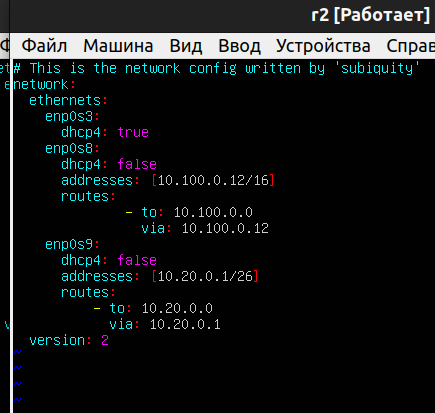 r2 [Работает]
Файл Машина Вид Ввод Устройства Справ
# This is the network config written by 'subiquity'
network:
  ethernets:
    enp0s3:
      dhcp4: true
    enp0s8:
      dhcp4: false
      addresses: [10.100.0.12/16]
      routes:
              - to: 10.100.0.0
                via: 10.100.0.12
    enp0s9:
      dhcp4: false
      addresses: [10.20.0.1/26]
      routes:
          - to: 10.20.0.0
            via: 10.20.0.1
  version: 2
~
~
~
~